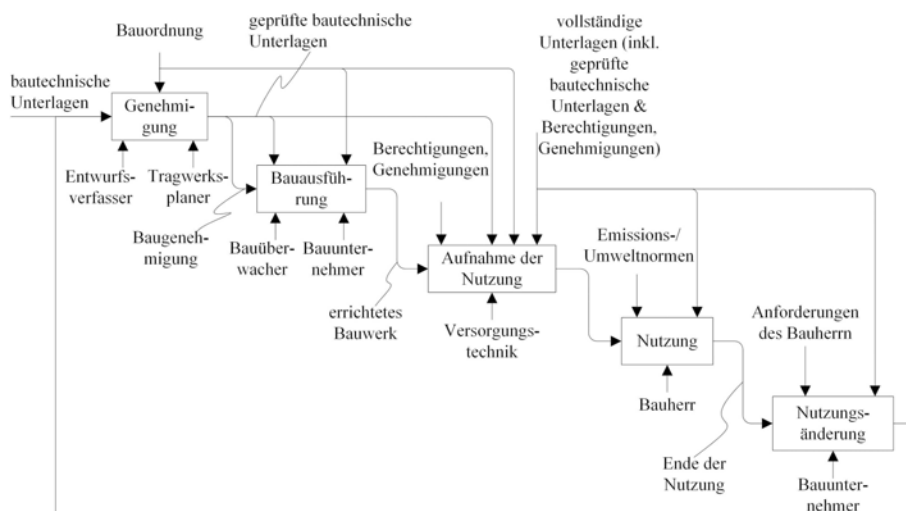 Bauordnung
geprüfte bautechnische
Unterlagen
vollständige
Unterlagen (inkl.
geprüfte
bautechnische
Unterlagen &
Berechtigungen,
Genehmigungen)
bautechnische
Unterlagen
Genehmi-
gung
Entwurfs-
verfasser
Tragwerks-
planer
Baugeneh-
migung
Bauausfüh-
rung
Bauüber-
wacher
Bauunter-
nehmer
Berechtigungen,
Genehmigungen
errichtetes
Bauwerk
Aufnahme der
Nutzung
Versorgungs-
technik
Emissions-/
Umweltnormen
Nutzung
Bauherr
Ende der
Nutzung
Anforderungen
des Bauherrn
Nutzungs-
änderung
Bauunter-
nehmer